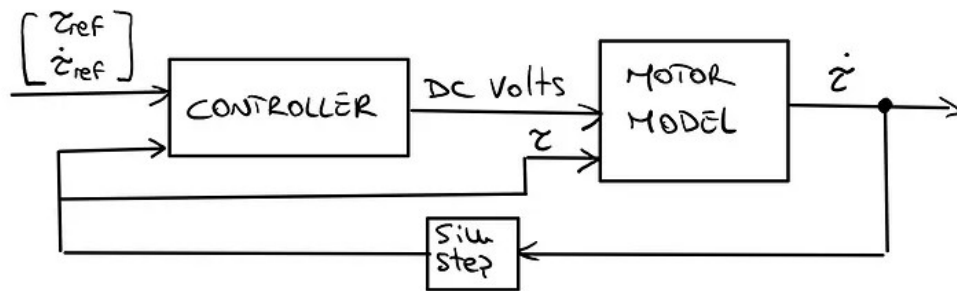 τref
τ̇ref
CONTROLLER
DC Volts
τ
MOTOR
MODEL
τ̇
Sim
step